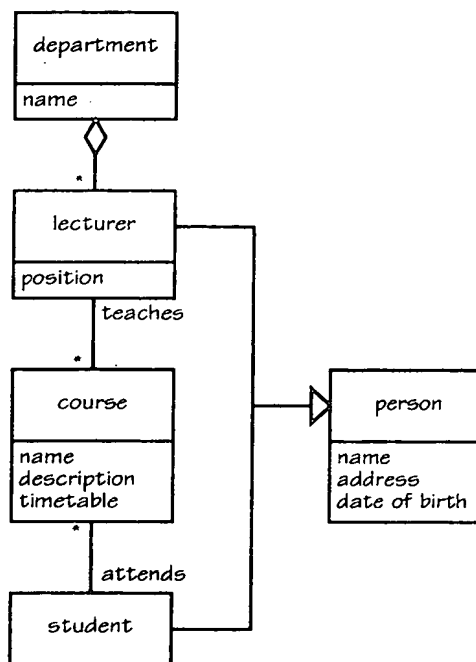 department
name
*
lecturer
position
teaches
*
course
name
description
timetable
*
attends
student
person
name
address
date of birth